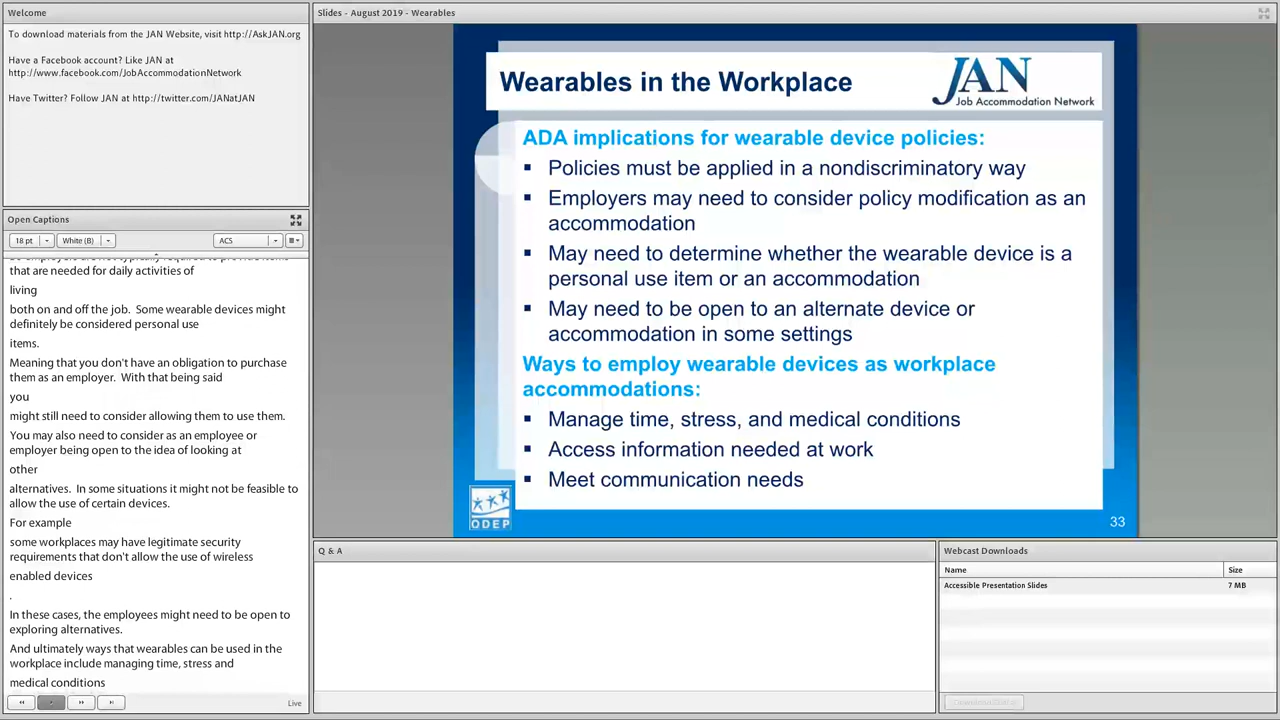 Welcome
To download materials from the JAN Website, visit http://AskJAN.org
Have a Facebook account? Like JAN at
http://www.facebook.com/JobAccommodationNetwork
Have Twitter? Follow JAN at http://twitter.com/JANatJAN
Open Captions
18 pt
White (B)
ACS
that are needed for daily activities of
living
both on and off the job. Some wearable devices might
definitely be considered personal use
items.
Meaning that you don't have an obligation to purchase
them as an employer. With that being said
you
might still need to consider allowing them to use them.
You may also need to consider as an employee or
employer being open to the idea of looking at
other
alternatives. In some situations it might not be feasible to
allow the use of certain devices.
For example
some workplaces may have legitimate security
requirements that don't allow the use of wireless
enabled devices
.
In these cases, the employees might need to be open to
exploring alternatives.
And ultimately ways that wearables can be used in the
workplace include managing time, stress and
medical conditions
Live
Slides - August 2019 - Wearables
Wearables in the Workplace
JAN
Job Accommodation Network
ADA implications for wearable device policies:
▪ Policies must be applied in a nondiscriminatory way
▪ Employers may need to consider policy modification as an
accommodation
▪ May need to determine whether the wearable device is a
personal use item or an accommodation
▪ May need to be open to an alternate device or
accommodation in some settings
Ways to employ wearable devices as workplace
accommodations:
▪ Manage time, stress, and medical conditions
▪ Access information needed at work
▪ Meet communication needs
ODEP
33
Q & A
Webcast Downloads
Name Size
Accessible Presentation Slides 7 MB